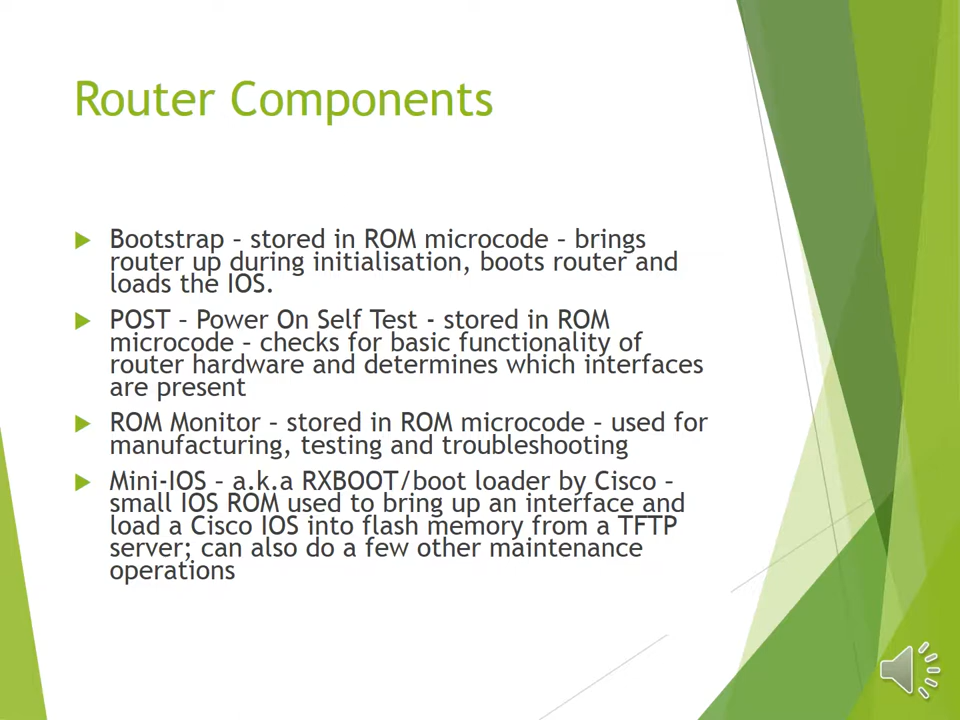 Router Components
Bootstrap – stored in ROM microcode – brings
router up during initialisation, boots router and
loads the IOS.
POST – Power On Self Test - stored in ROM
microcode – checks for basic functionality of
router hardware and determines which interfaces
are present
ROM Monitor – stored in ROM microcode – used for
manufacturing, testing and troubleshooting
Mini-IOS – a.k.a RXBOOT/boot loader by Cisco –
small IOS ROM used to bring up an interface and
load a Cisco IOS into flash memory from a TFTP
server; can also do a few other maintenance
operations